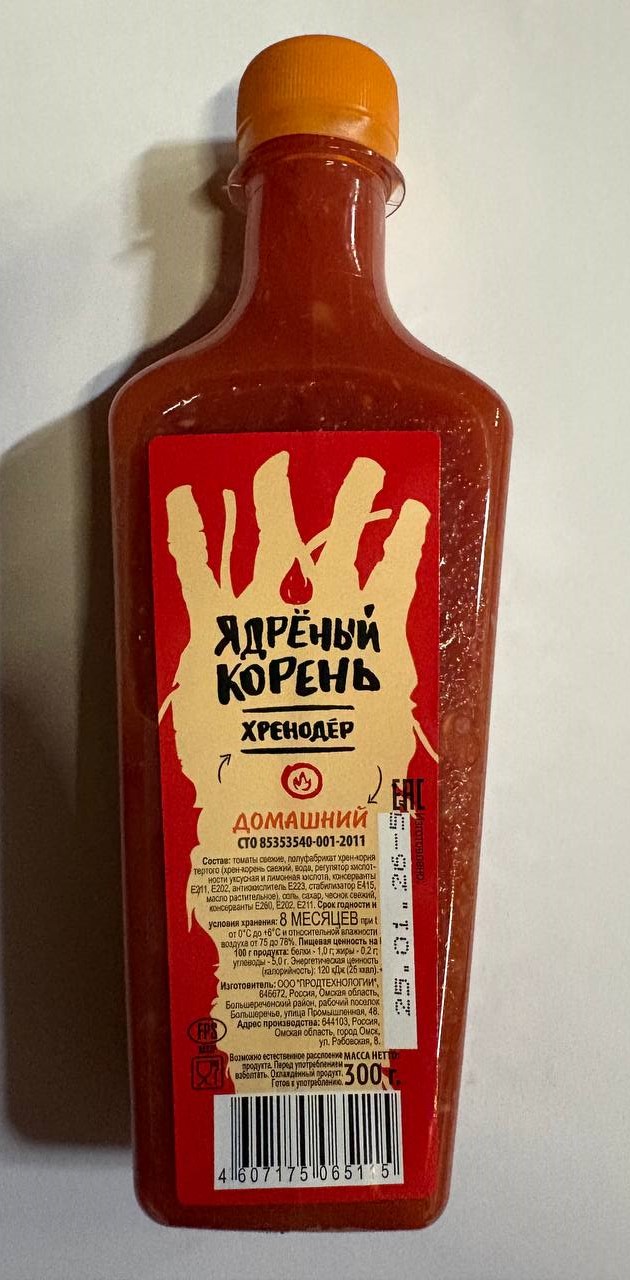 ЯДРЁНЫЙ
КОРЕНЬ
ХРЕНОДЁР
ДОМАШНИЙ
EAC
СТО 85353540-001-2011
Состав: томаты свежие, полуфабрикат хрен-корня
тертого (хрен-корень свежий, вода, регулятор кислот-
ности уксусная и лимонная кислота, консерванты
Е211, Е202, антиокислитель Е223, стабилизатор Е415,
масло растительное), соль, сахар, чеснок свежий,
консерванты Е260, Е202, Е211. Срок годности и
условия хранения: 8 МЕСЯЦЕВ при t
от 0°С до +6°С и относительной влажности
воздуха от 75 до 78%. Пищевая ценность на
100 г продукта: белки - 1,0 г; жиры - 0,2 г;
углеводы - 5,0 г. Энергетическая ценность
(калорийность): 120 кДж (26 ккал).
Изготовитель: ООО "ПРОДТЕХНОЛОГИИ",
646672, Россия, Омская область,
Большереченский район, рабочий поселок
Большеречье, улица Промышленная, 48.
Адрес производства: 644103, Россия,
Омская область, город Омск,
ул. Рябовская, 8.
FPS
Возможно естественное расслоение
продукта. Перед употреблением
взболтать. Охлаждённый продукт.
Готов к употреблению.
МАССА НЕТТО:
300 г.
4 607175 065115